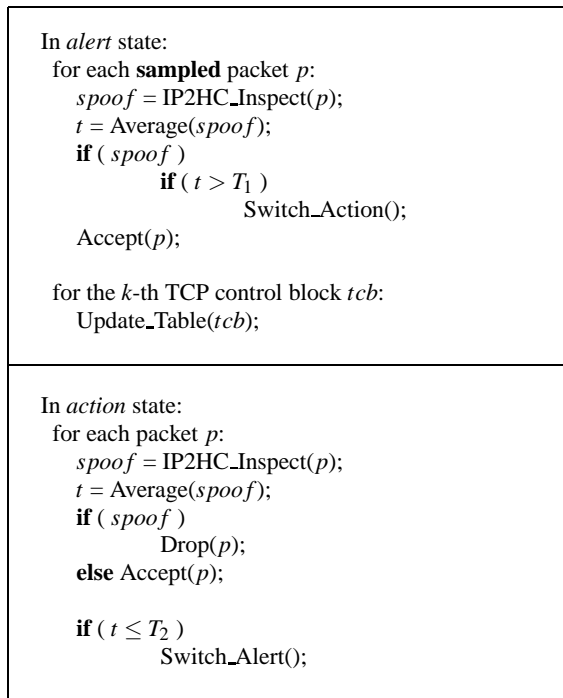 In alert state:
for each sampled packet p:
spoof = IP2HC_Inspect(p);
t = Average(spoof);
if ( spoof )
if ( t > T₁ )
Switch_Action();
Accept(p);
for the k-th TCP control block tcb:
Update_Table(tcb);
In action state:
for each packet p:
spoof = IP2HC_Inspect(p);
t = Average(spoof);
if ( spoof )
Drop(p);
else Accept(p);
if ( t ≤ T₂ )
Switch_Alert();